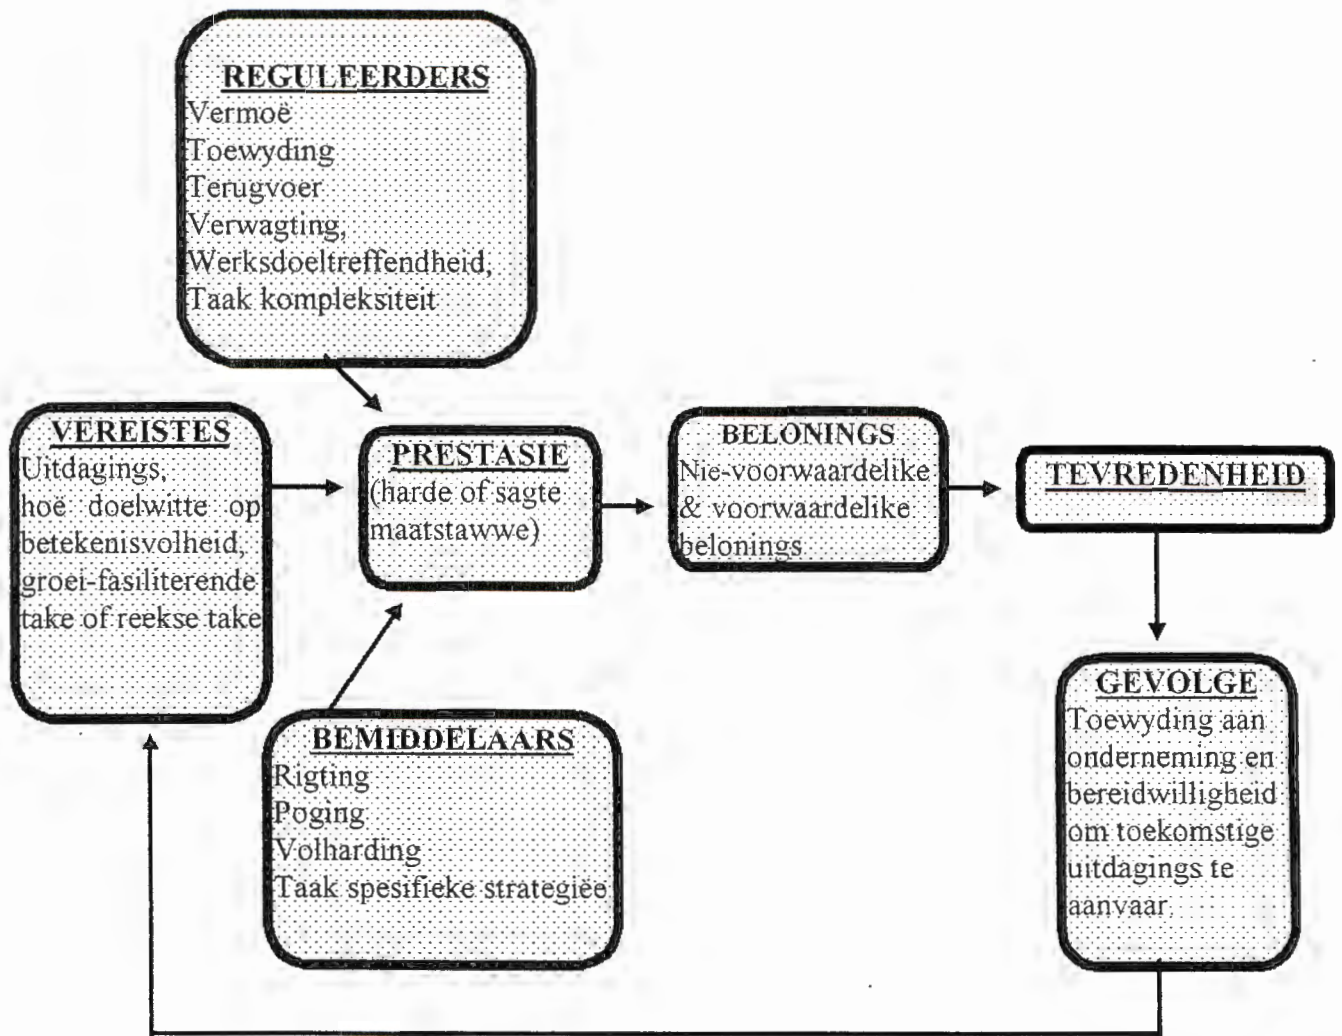 REGULEERDERS
Vermoë
Toewyding
Terugvoer
Verwagting,
Werksdoeltreffendheid,
Taak kompleksiteit
VEREISTES
Uitdagings,
hoë doelwitte op
betekenisvolheid,
groei-fasiliterende
take of reekse take
PRESTASIE
(harde of sagte
maatstawwe)
BELONINGS
Nie-voorwaardelike
& voorwaardelike
belonings
TEVREDENHEID
BEMIDDELAARS
Rigting
Poging
Volharding
Taak spesifieke strategiëe
GEVOLGE
Toewyding aan
onderneming en
bereidwilligheid
om toekomstige
uitdagings te
aanvaar